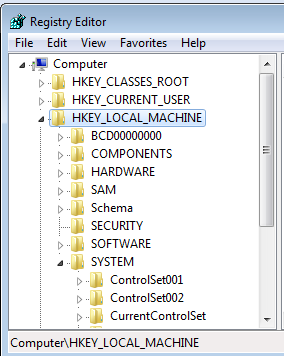 Registry Editor
File Edit View Favorites Help
Computer
HKEY_CLASSES_ROOT
HKEY_CURRENT_USER
HKEY_LOCAL_MACHINE
BCD00000000
COMPONENTS
HARDWARE
SAM
Schema
SECURITY
SOFTWARE
SYSTEM
ControlSet001
ControlSet002
CurrentControlSet
Computer\HKEY_LOCAL_MACHINE